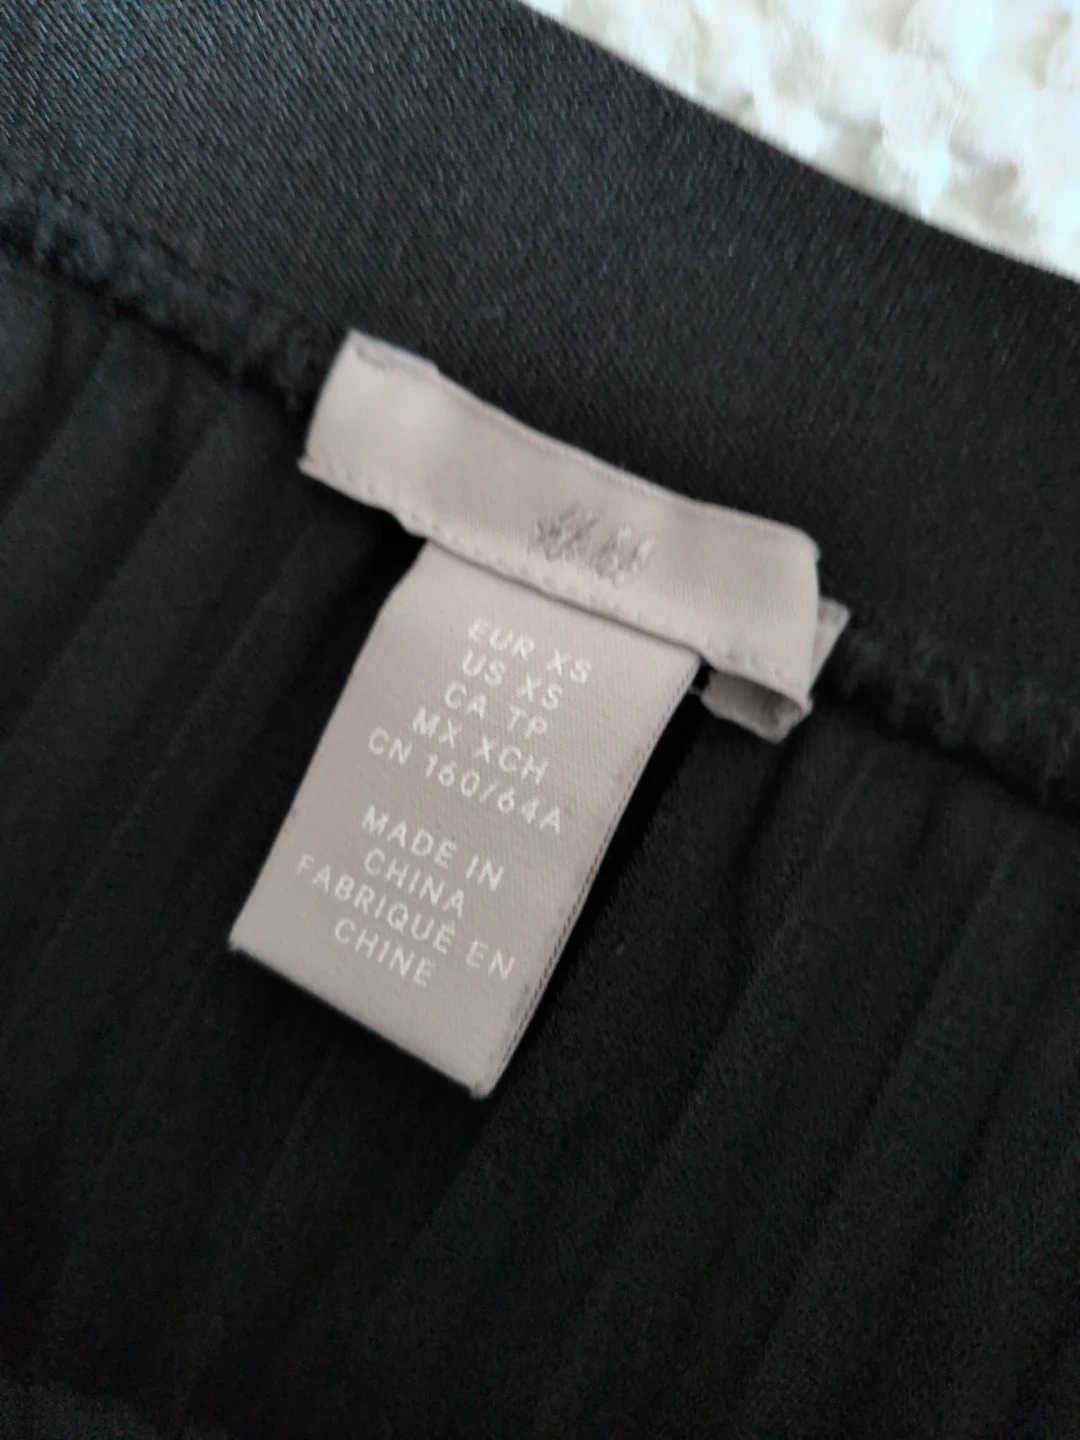 H&M
EUR XS
US XS
CA TP
MX XCH
CN 160/64A
MADE IN
CHINA
FABRIQUÉ EN
CHINE